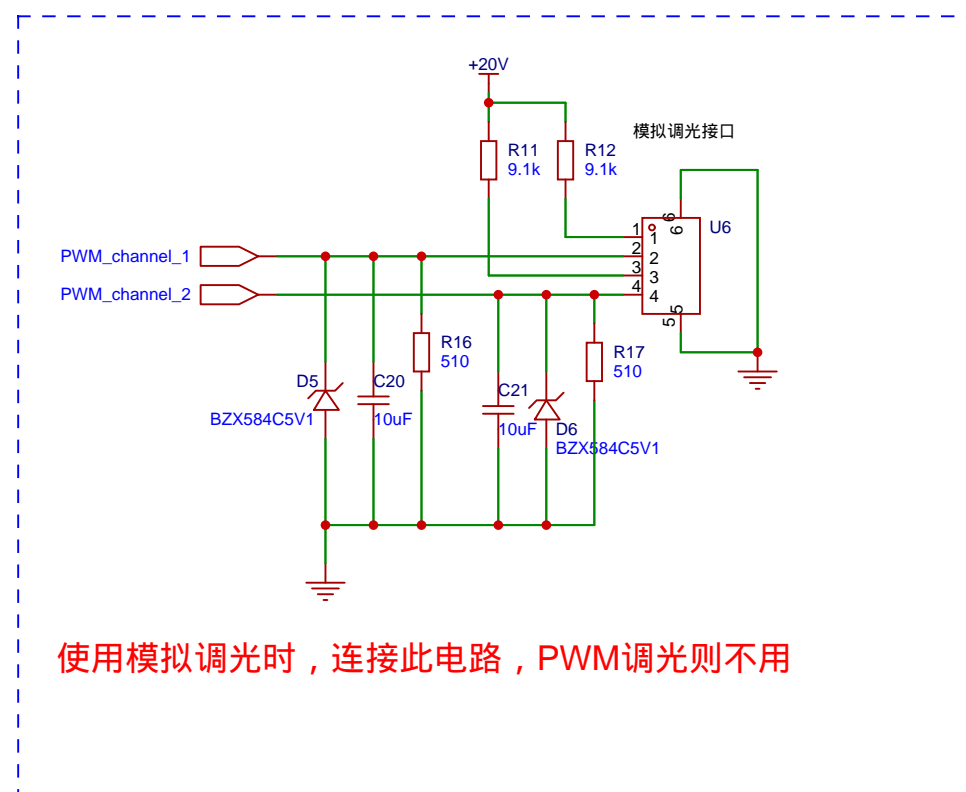 +20V
模拟调光接口
R11
9.1k
R12
9.1k
6
6
U6
1
1
2
2
3
3
4
4
5
5
PWM_channel_1
PWM_channel_2
R16
510
R17
510
D5
BZX584C5V1
C20
10uF
C21
10uF
D6
BZX584C5V1
使用模拟调光时，连接此电路，PWM调光则不用